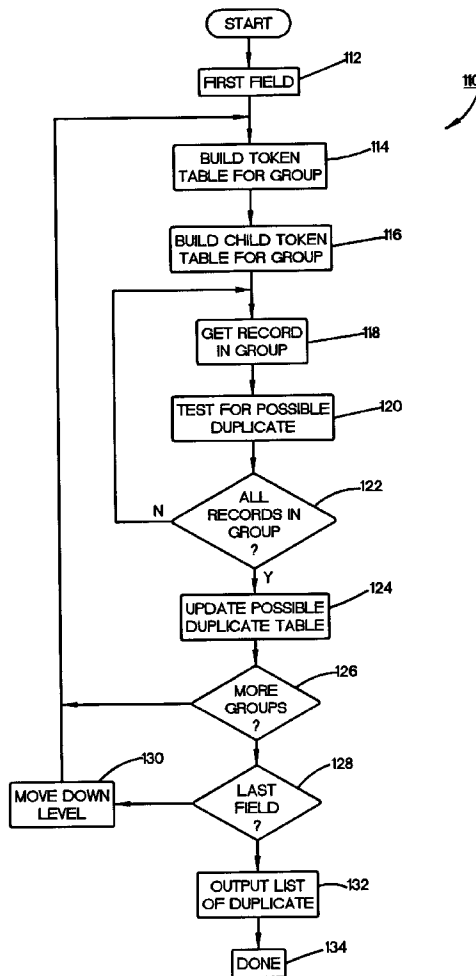 START
112
FIRST FIELD
110
114
BUILD TOKEN
TABLE FOR GROUP
116
BUILD CHILD TOKEN
TABLE FOR GROUP
GET RECORD
IN GROUP
118
TEST FOR POSSIBLE
DUPLICATE
120
ALL
RECORDS IN
GROUP
?
122
N
Y
UPDATE POSSIBLE
DUPLICATE TABLE
124
MORE
GROUPS
?
126
130
MOVE DOWN
LEVEL
LAST
FIELD
?
128
OUTPUT LIST
OF DUPLICATE
132
DONE
134